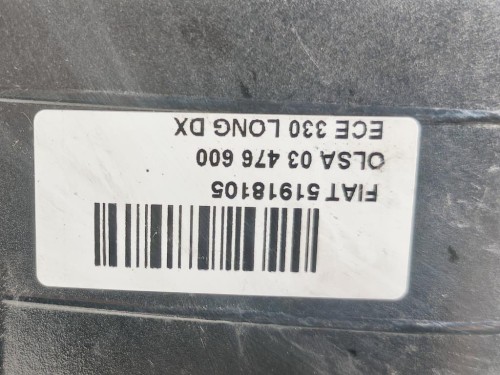 FIAT 51918105
OLSA 03 476 600
ECE 330 LONG DX